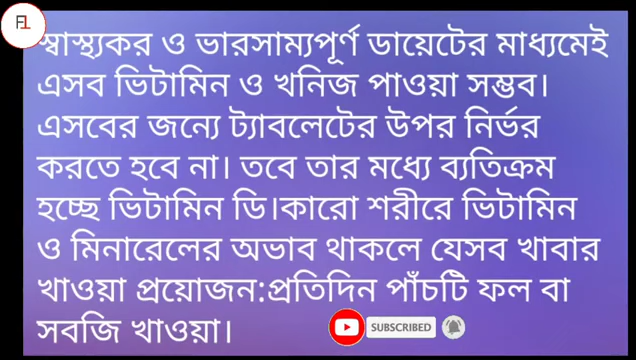 FL
স্বাস্থ্যকর ও ভারসাম্যপূর্ণ ডায়েটের মাধ্যমেই
এসব ভিটামিন ও খনিজ পাওয়া সম্ভব।
এসবের জন্যে ট্যাবলেটের উপর নির্ভর
করতে হবে না। তবে তার মধ্যে ব্যতিক্রম
হচ্ছে ভিটামিন ডি।কারো শরীরে ভিটামিন
ও মিনারেলের অভাব থাকলে যেসব খাবার
খাওয়া প্রয়োজন:প্রতিদিন পাঁচটি ফল বা
সবজি খাওয়া।
SUBSCRIBED